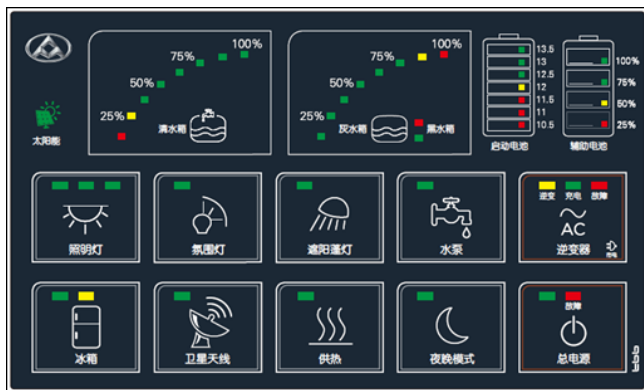 100%
75%
50%
25%
清水箱
100%
75%
50%
25%
灰水箱
黑水箱
13.5
13
12.5
12
11.5
11
10.5
启动电池
100%
75%
50%
25%
辅助电池
太阳能
照明灯
氛围灯
遮阳蓬灯
水泵
逆变 充电 故障
AC
逆变器
市电
冰箱
卫星天线
供热
夜晚模式
故障
总电源